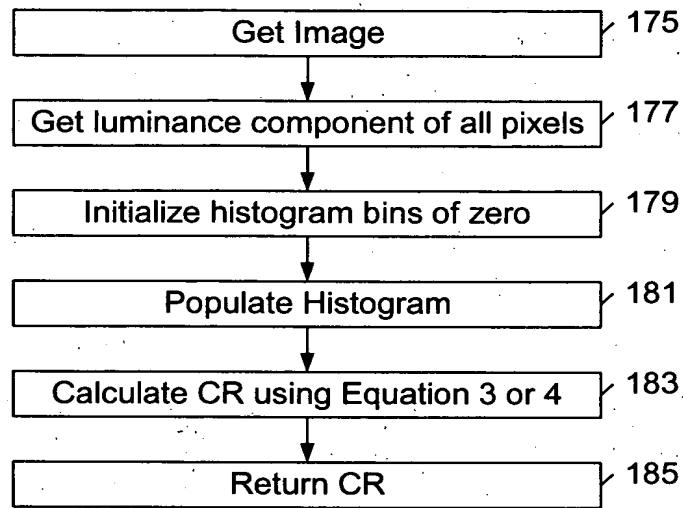 Get Image 175
Get luminance component of all pixels 177
Initialize histogram bins of zero 179
Populate Histogram 181
Calculate CR using Equation 3 or 4 183
Return CR 185